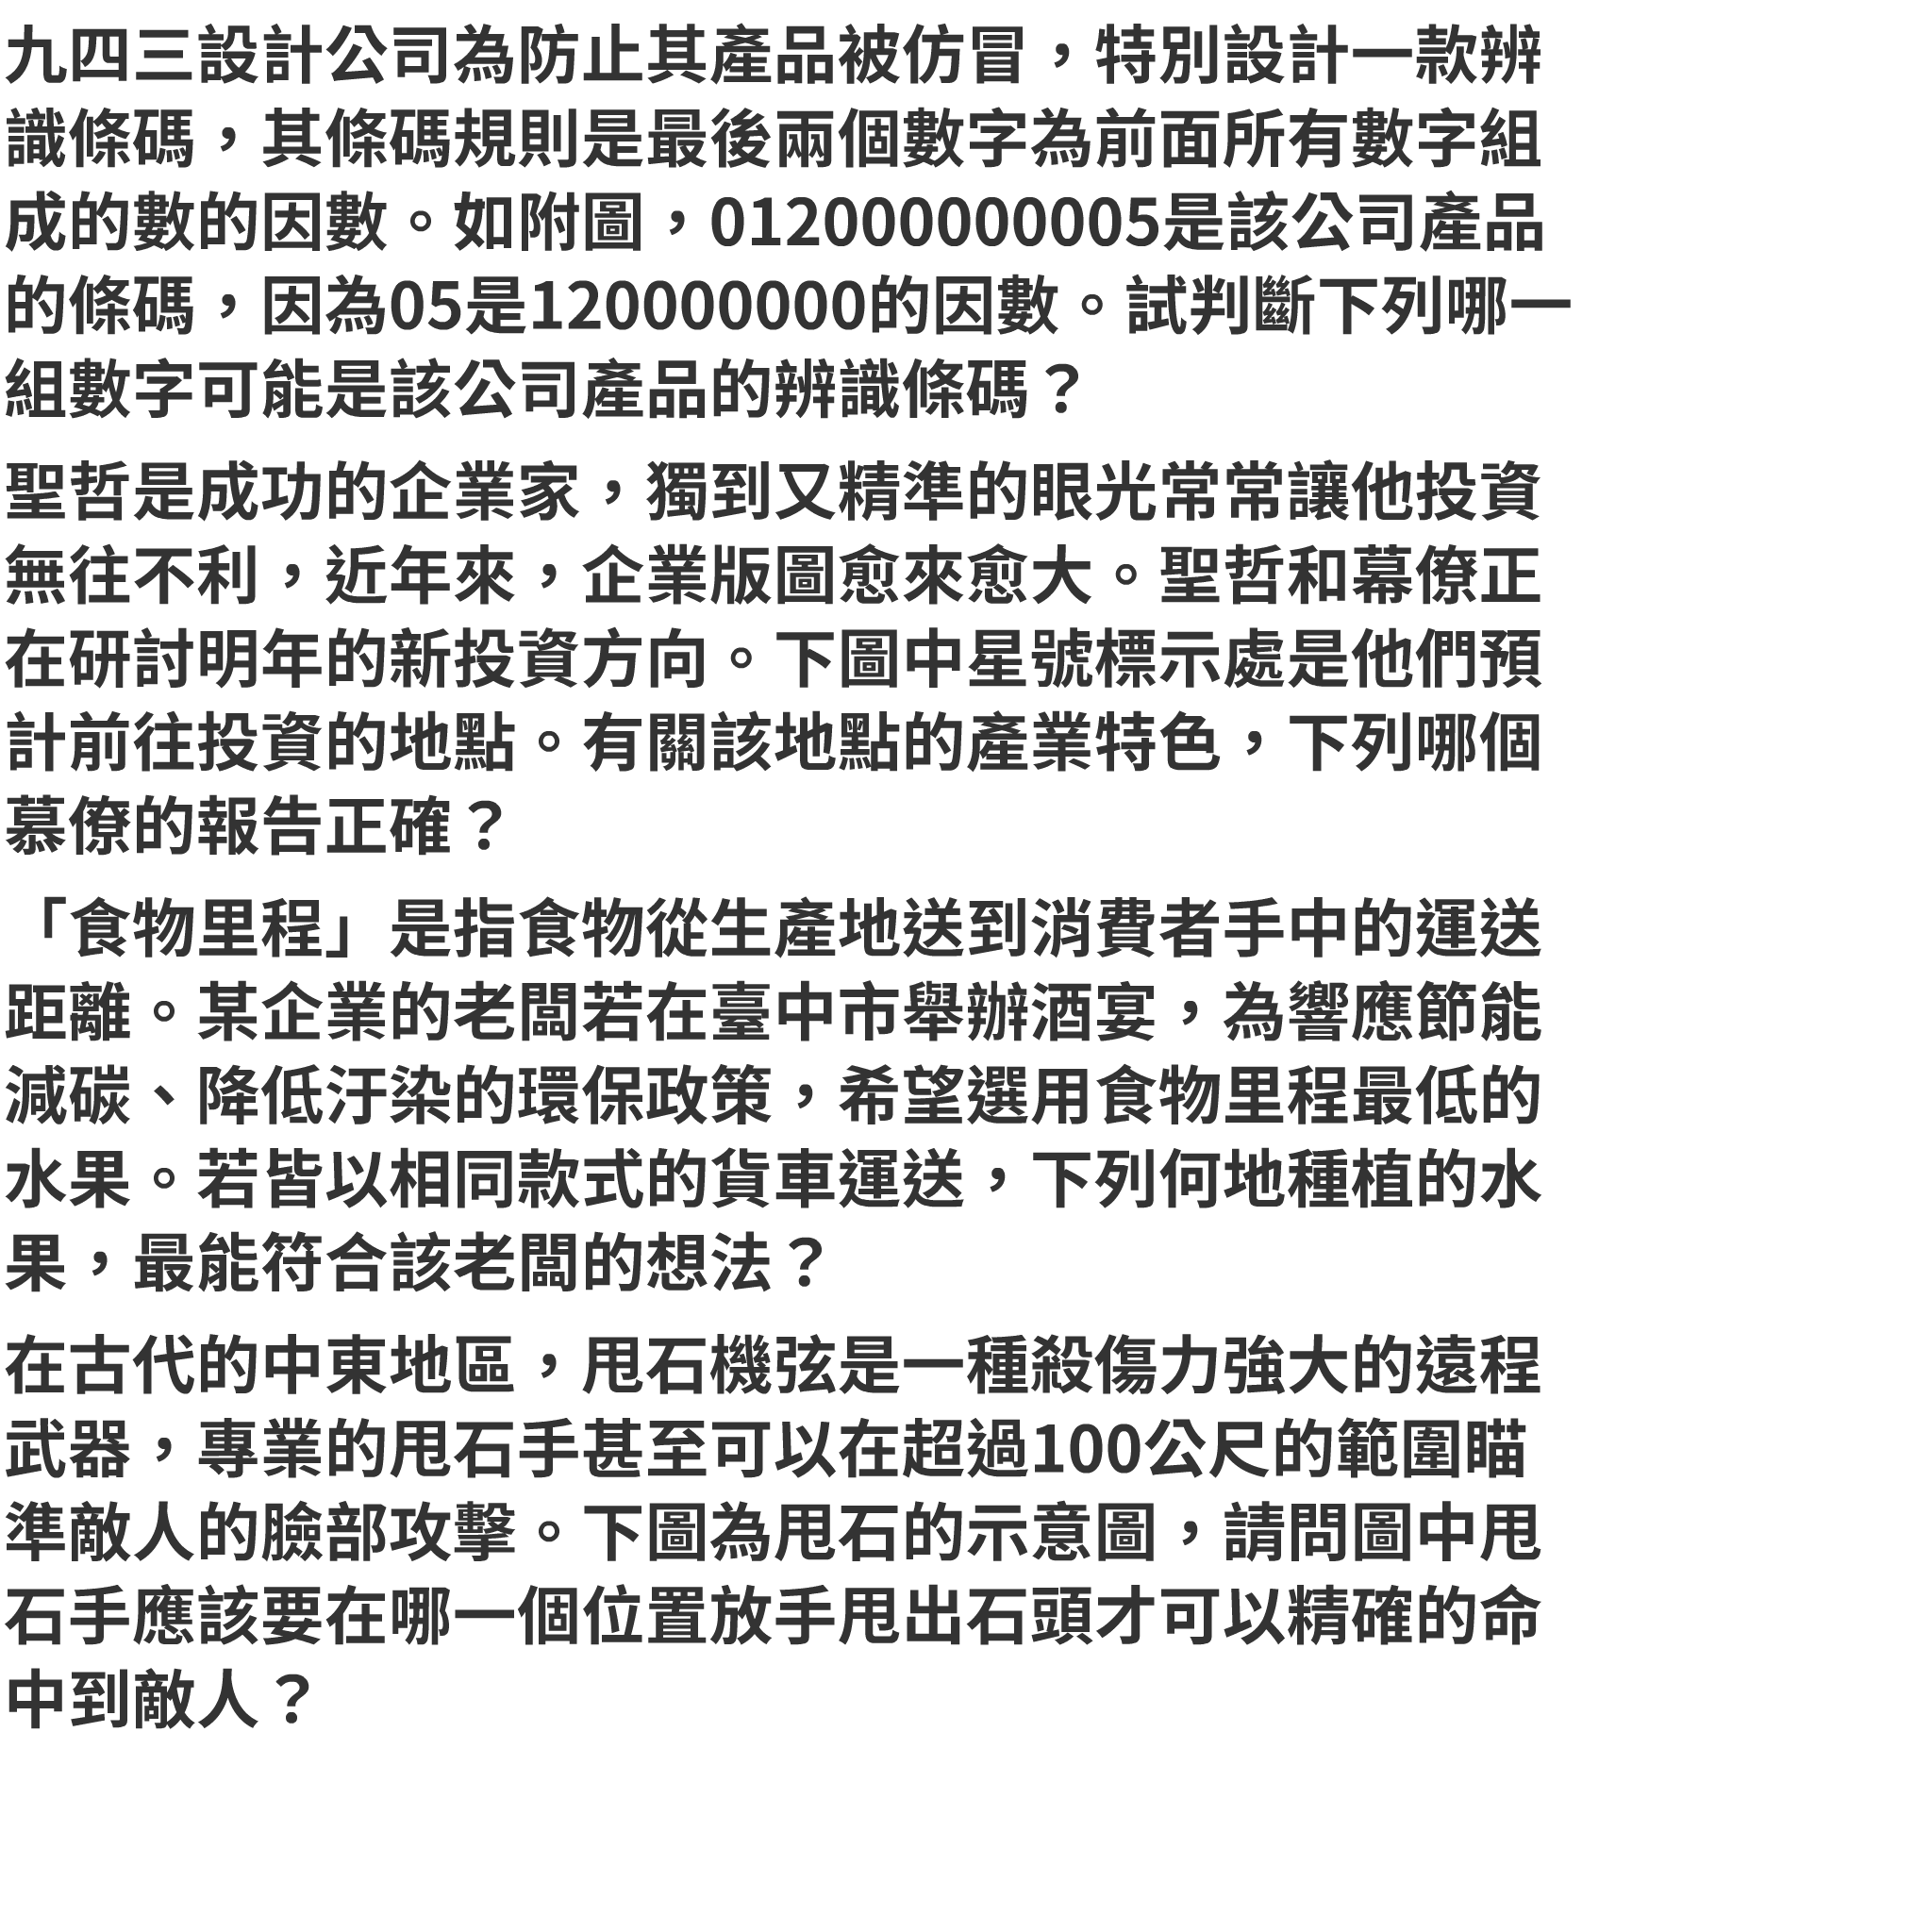 九四三設計公司為防止其產品被仿冒，特別設計一款辨
識條碼，其條碼規則是最後兩個數字為前面所有數字組
成的數的因數。如附圖，012000000005是該公司產品
的條碼，因為05是120000000的因數。試判斷下列哪一
組數字可能是該公司產品的辨識條碼？
聖哲是成功的企業家，獨到又精準的眼光常常讓他投資
無往不利，近年來，企業版圖愈來愈大。聖哲和幕僚正
在研討明年的新投資方向。下圖中星號標示處是他們預
計前往投資的地點。有關該地點的產業特色，下列哪個
慕僚的報告正確？
「食物里程」是指食物從生產地送到消費者手中的運送
距離。某企業的老闆若在臺中市舉辦酒宴，為響應節能
減碳、降低汙染的環保政策，希望選用食物里程最低的
水果。若皆以相同款式的貨車運送，下列何地種植的水
果，最能符合該老闆的想法？
在古代的中東地區，甩石機弦是一種殺傷力強大的遠程
武器，專業的甩石手甚至可以在超過100公尺的範圍瞄
準敵人的臉部攻擊。下圖為甩石的示意圖，請問圖中甩
石手應該要在哪一個位置放手甩出石頭才可以精確的命
中到敵人？